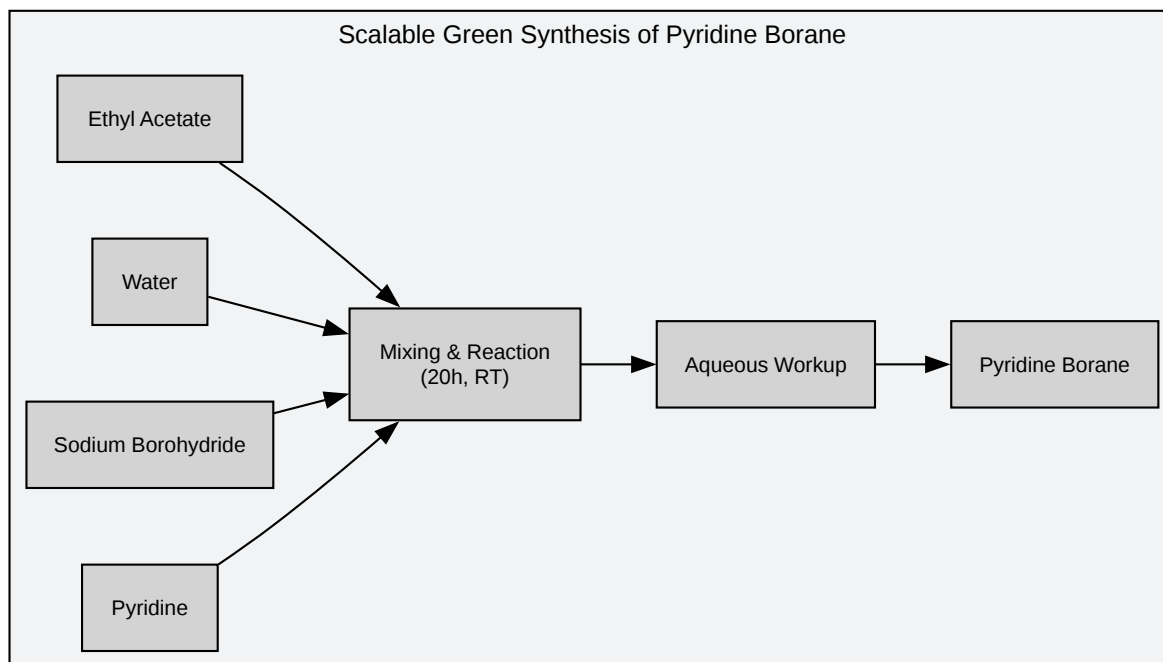 Scalable Green Synthesis of Pyridine Borane
Ethyl Acetate
Water
Sodium Borohydride
Pyridine
Mixing & Reaction
(20h, RT)
Aqueous Workup
Pyridine Borane